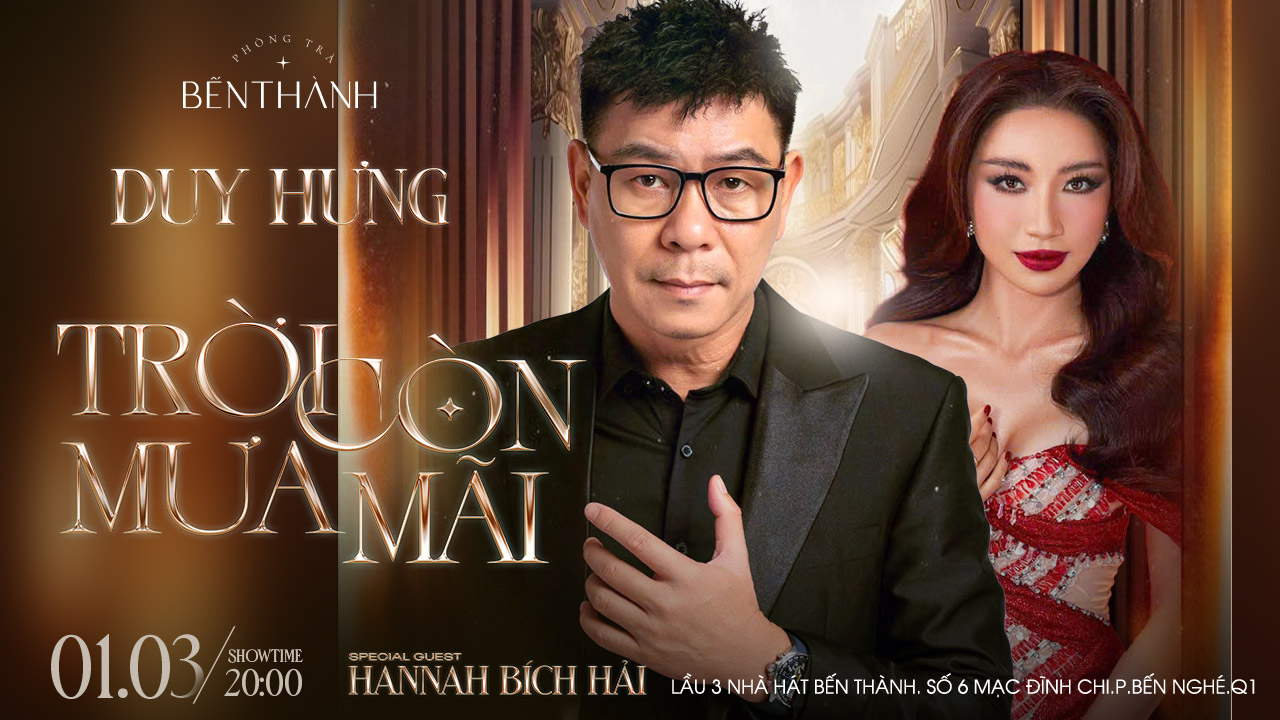 PHÒNG TRÀ
BẾN THÀNH
DUY HƯNG
TRỜI CÒN
MƯA MÃI
01.03/ SHOWTIME
20:00
SPECIAL GUEST
HANNAH BÍCH HẢI
LẦU 3 NHÀ HÁT BẾN THÀNH. SỐ 6 MẠC ĐĨNH CHI.P.BẾN NGHÉ.Q1